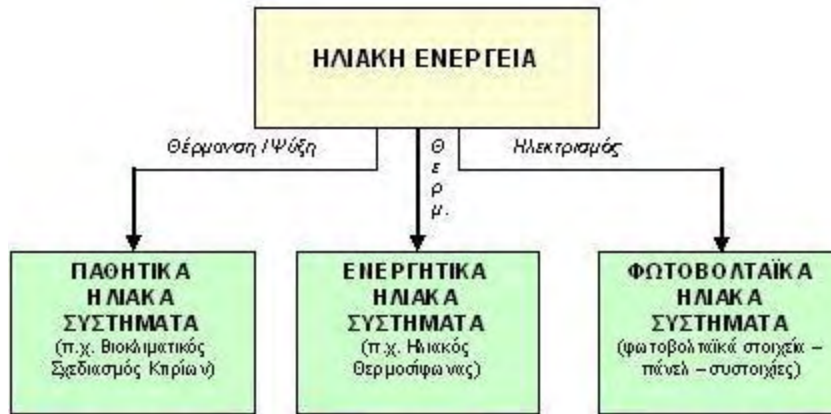 ΗΛΙΑΚΗ ΕΝΕΡΓΕΙΑ
Θέρμανση /Ψύξη
Θερμ.
Ηλεκτρισμός
ΠΑΘΗΤΙΚΑ
ΗΛΙΑΚΑ
ΣΥΣΤΗΜΑΤΑ
(π.χ. Βιοκλιματικός
Σχεδιασμός Κτιρίων)
ΕΝΕΡΓΗΤΙΚΑ
ΗΛΙΑΚΑ
ΣΥΣΤΗΜΑΤΑ
(π.χ. Ηλιακός
Θερμοσίφωνας)
ΦΩΤΟΒΟΛΤΑΪΚΑ
ΗΛΙΑΚΑ
ΣΥΣΤΗΜΑΤΑ
(φωτοβολταϊκά στοιχεία –
πάνελ – συστοιχίες)